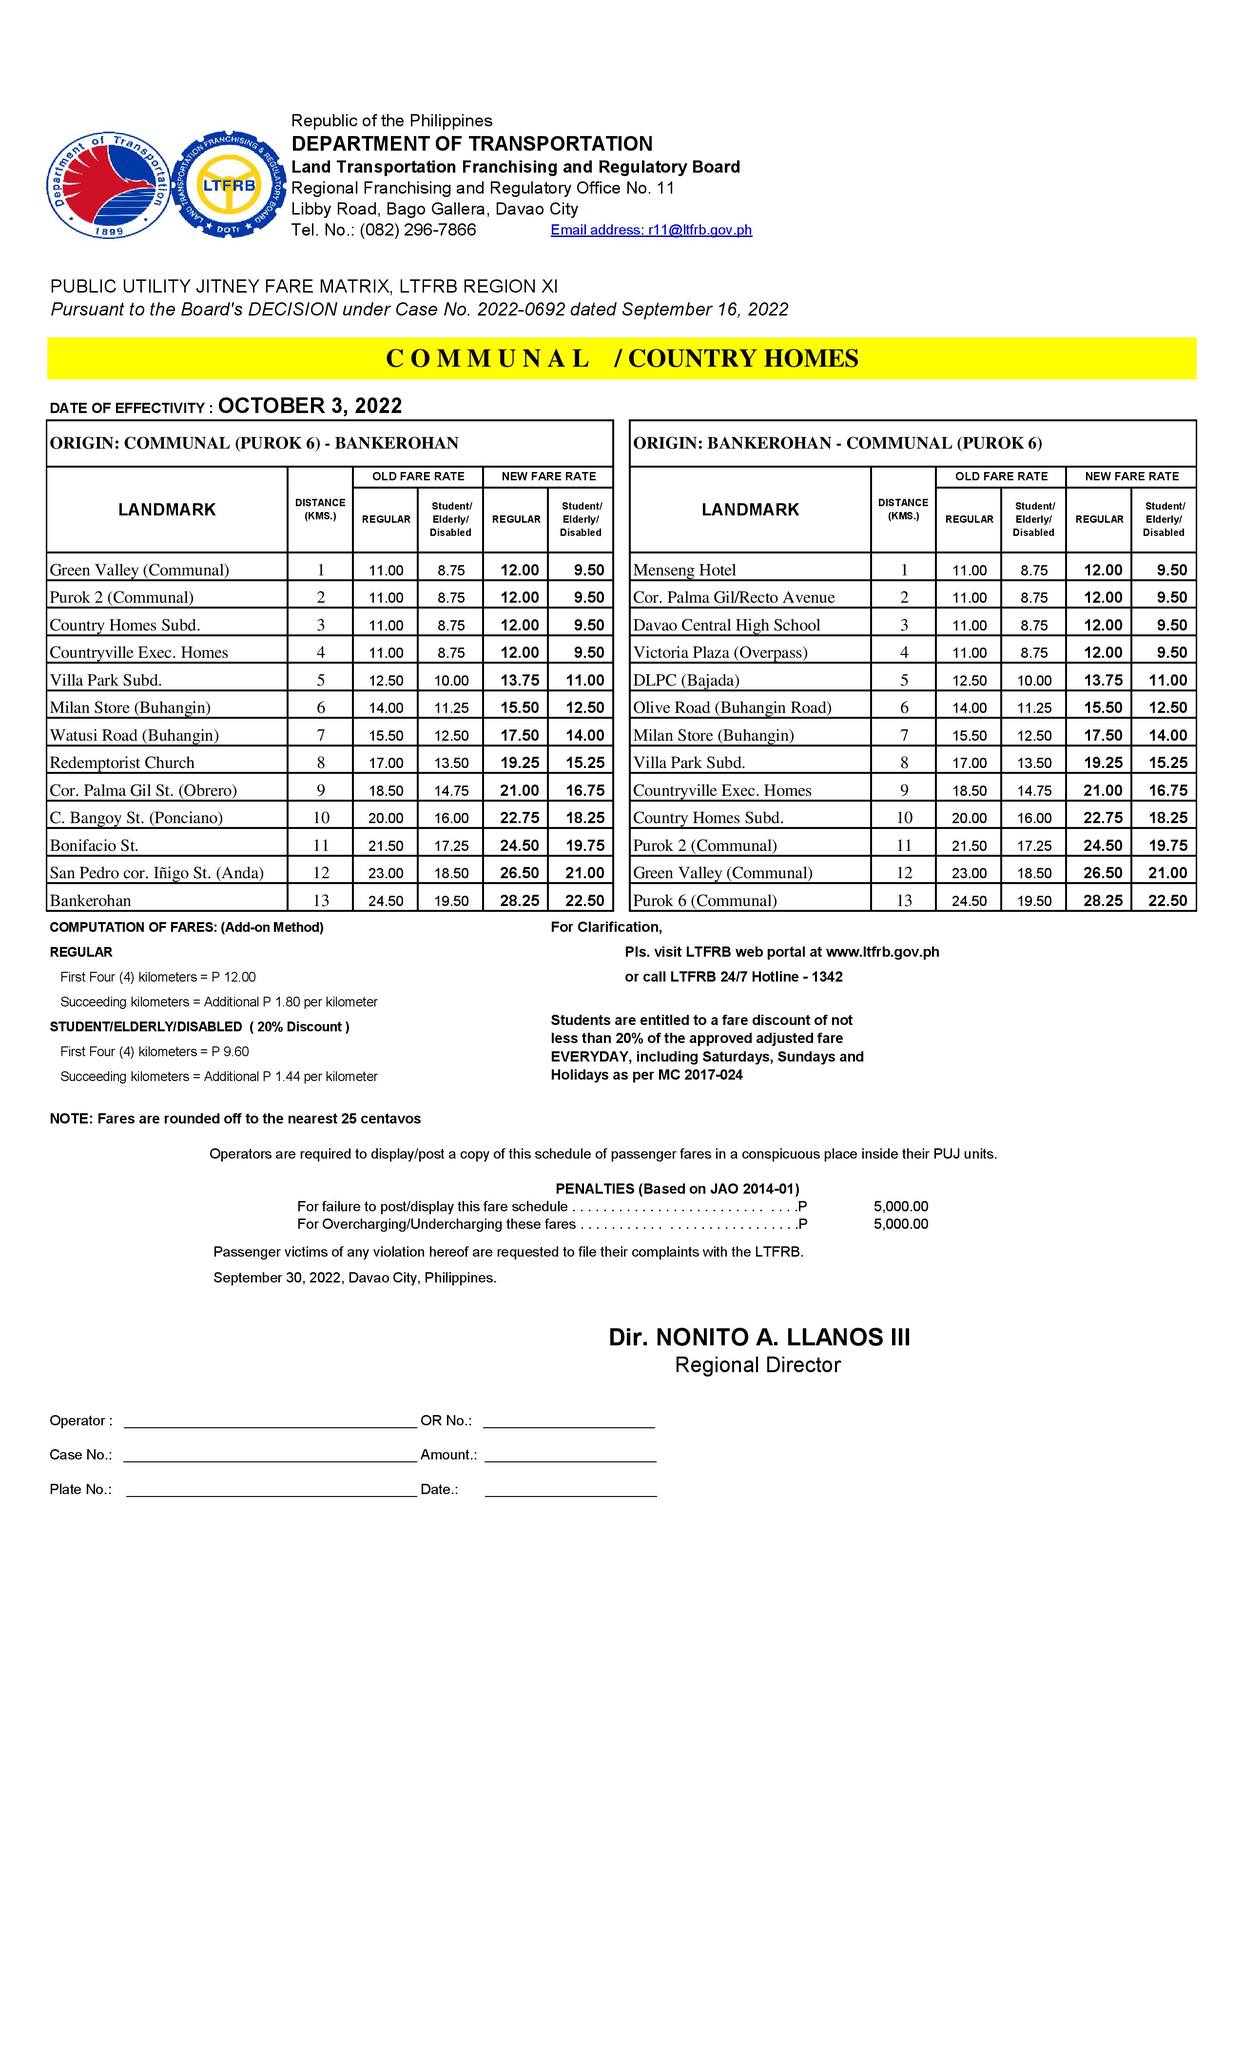 Republic of the Philippines
DEPARTMENT OF TRANSPORTATION
Land Transportation Franchising and Regulatory Board
Regional Franchising and Regulatory Office No. 11
Libby Road, Bago Gallera, Davao City
Tel. No.: (082) 296-7866 Email address: r11@ltfrb.gov.ph
Department of Transportation
1899
LAND TRANSPORTATION FRANCHISING & REGULATORY BOARD
LTFRB
DOTr
PUBLIC UTILITY JITNEY FARE MATRIX, LTFRB REGION XI
Pursuant to the Board's DECISION under Case No. 2022-0692 dated September 16, 2022
C O M M U N A L / COUNTRY HOMES
DATE OF EFFECTIVITY : OCTOBER 3, 2022
ORIGIN: COMMUNAL (PUROK 6) - BANKEROHAN
LANDMARK DISTANCE (KMS.) OLD FARE RATE NEW FARE RATE
REGULAR Student/ Elderly/ Disabled REGULAR Student/ Elderly/ Disabled
Green Valley (Communal) 1 11.00 8.75 12.00 9.50
Purok 2 (Communal) 2 11.00 8.75 12.00 9.50
Country Homes Subd. 3 11.00 8.75 12.00 9.50
Countryville Exec. Homes 4 11.00 8.75 12.00 9.50
Villa Park Subd. 5 12.50 10.00 13.75 11.00
Milan Store (Buhangin) 6 14.00 11.25 15.50 12.50
Watusi Road (Buhangin) 7 15.50 12.50 17.50 14.00
Redemptorist Church 8 17.00 13.50 19.25 15.25
Cor. Palma Gil St. (Obrero) 9 18.50 14.75 21.00 16.75
C. Bangoy St. (Ponciano) 10 20.00 16.00 22.75 18.25
Bonifacio St. 11 21.50 17.25 24.50 19.75
San Pedro cor. Iñigo St. (Anda) 12 23.00 18.50 26.50 21.00
Bankerohan 13 24.50 19.50 28.25 22.50
ORIGIN: BANKEROHAN - COMMUNAL (PUROK 6)
LANDMARK DISTANCE (KMS.) OLD FARE RATE NEW FARE RATE
REGULAR Student/ Elderly/ Disabled REGULAR Student/ Elderly/ Disabled
Menseng Hotel 1 11.00 8.75 12.00 9.50
Cor. Palma Gil/Recto Avenue 2 11.00 8.75 12.00 9.50
Davao Central High School 3 11.00 8.75 12.00 9.50
Victoria Plaza (Overpass) 4 11.00 8.75 12.00 9.50
DLPC (Bajada) 5 12.50 10.00 13.75 11.00
Olive Road (Buhangin Road) 6 14.00 11.25 15.50 12.50
Milan Store (Buhangin) 7 15.50 12.50 17.50 14.00
Villa Park Subd. 8 17.00 13.50 19.25 15.25
Countryville Exec. Homes 9 18.50 14.75 21.00 16.75
Country Homes Subd. 10 20.00 16.00 22.75 18.25
Purok 2 (Communal) 11 21.50 17.25 24.50 19.75
Green Valley (Communal) 12 23.00 18.50 26.50 21.00
Purok 6 (Communal) 13 24.50 19.50 28.25 22.50
COMPUTATION OF FARES: (Add-on Method)
REGULAR
First Four (4) kilometers = P 12.00
Succeeding kilometers = Additional P 1.80 per kilometer
STUDENT/ELDERLY/DISABLED ( 20% Discount )
First Four (4) kilometers = P 9.60
Succeeding kilometers = Additional P 1.44 per kilometer
For Clarification,
Pls. visit LTFRB web portal at www.ltfrb.gov.ph
or call LTFRB 24/7 Hotline - 1342
Students are entitled to a fare discount of not
less than 20% of the approved adjusted fare
EVERYDAY, including Saturdays, Sundays and
Holidays as per MC 2017-024
NOTE: Fares are rounded off to the nearest 25 centavos
Operators are required to display/post a copy of this schedule of passenger fares in a conspicuous place inside their PUJ units.
PENALTIES (Based on JAO 2014-01)
For failure to post/display this fare schedule . . . . . . . . . . . . . . . . . . . . . . . . . . . . .P 5,000.00
For Overcharging/Undercharging these fares . . . . . . . . . . . . . . . . . . . . . . . . . . . .P 5,000.00
Passenger victims of any violation hereof are requested to file their complaints with the LTFRB.
September 30, 2022, Davao City, Philippines.
Dir. NONITO A. LLANOS III
Regional Director
Operator : OR No.:
Case No.: Amount.:
Plate No.: Date.: